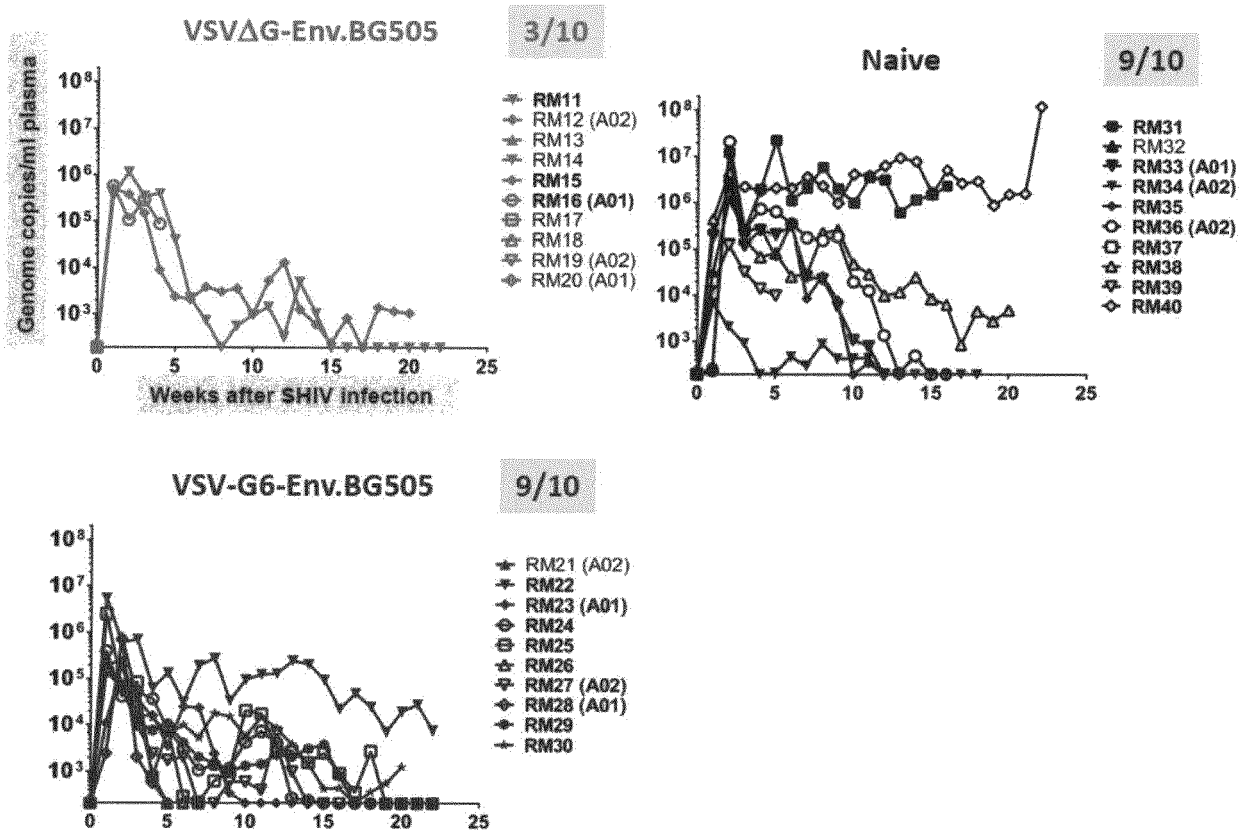 VSVΔG-Env.BG505
3/10
Genome copies/ml plasma
10⁸
10⁷
10⁶
10⁵
10⁴
10³
0 5 10 15 20 25
Weeks after SHIV infection
RM11
RM12 (A02)
RM13
RM14
RM15
RM16 (A01)
RM17
RM18
RM19 (A02)
RM20 (A01)
Naive
9/10
10⁸
10⁷
10⁶
10⁵
10⁴
10³
0 5 10 15 20 25
RM31
RM32
RM33 (A01)
RM34 (A02)
RM35
RM36 (A02)
RM37
RM38
RM39
RM40
VSV-G6-Env.BG505
9/10
10⁸
10⁷
10⁶
10⁵
10⁴
10³
0 5 10 15 20 25
RM21 (A02)
RM22
RM23 (A01)
RM24
RM25
RM26
RM27 (A02)
RM28 (A01)
RM29
RM30